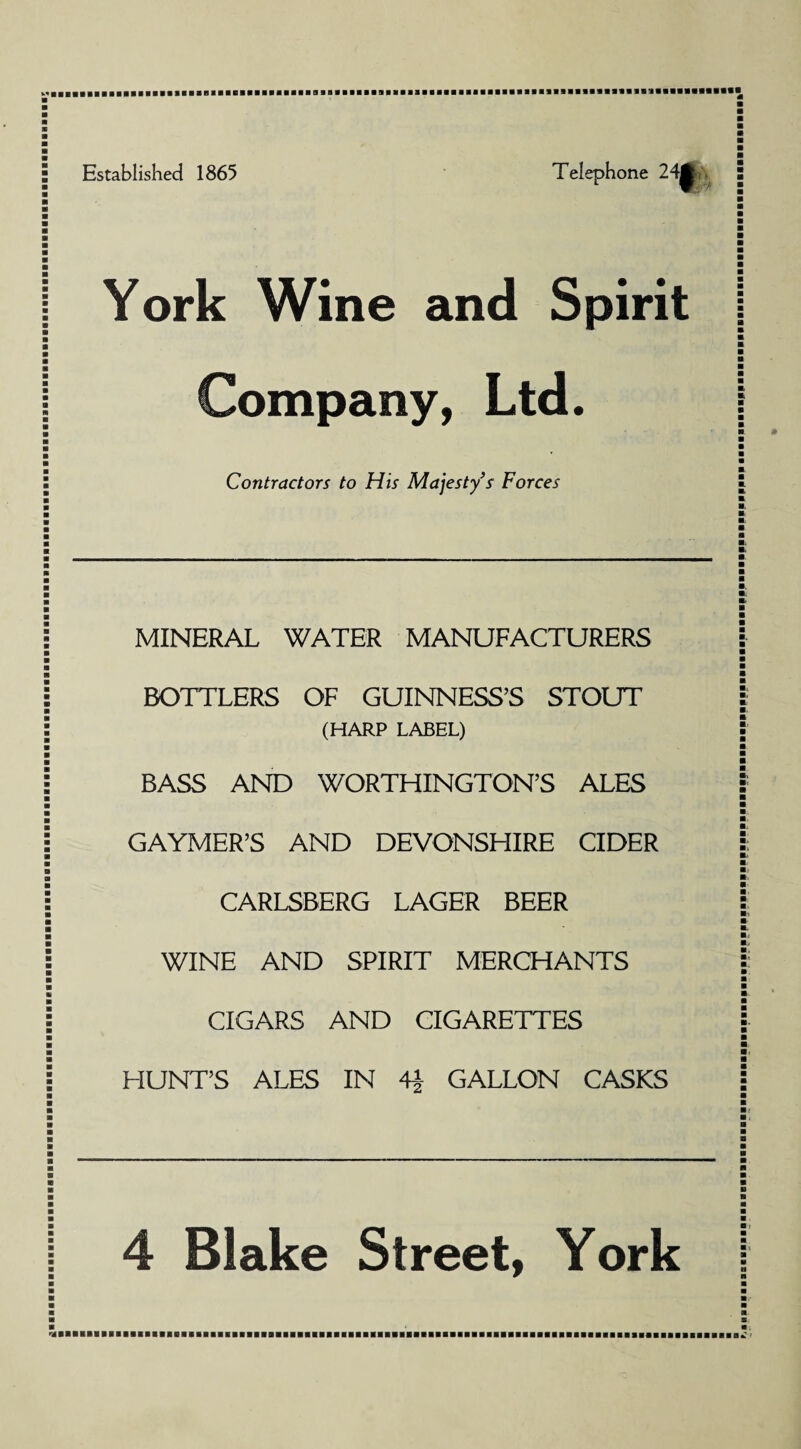 Established 1865 Telephone
York Wine and Spirit
Company, Ltd.
Contractors to His Majesty's Forces
MINERAL WATER MANUFACTURERS
BOTTLERS OF GUINNESS'S STOUT
(HARP LABEL)
BASS AND WORTHINGTON'S ALES
GAYMER'S AND DEVONSHIRE CIDER
CARLSBERG LAGER BEER
WINE AND SPIRIT MERCHANTS
CIGARS AND CIGARETTES
HUNT'S ALES IN 4½ GALLON CASKS
4 Blake Street, York